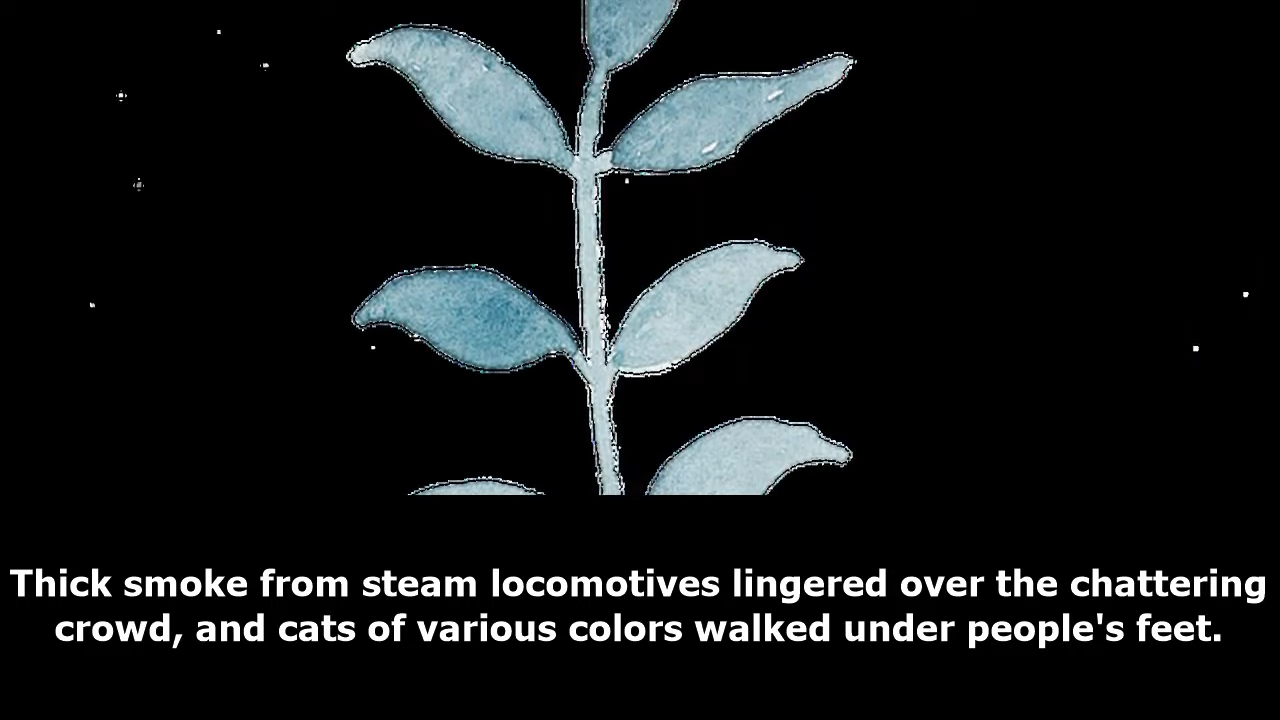 Thick smoke from steam locomotives lingered over the chattering
crowd, and cats of various colors walked under people's feet.